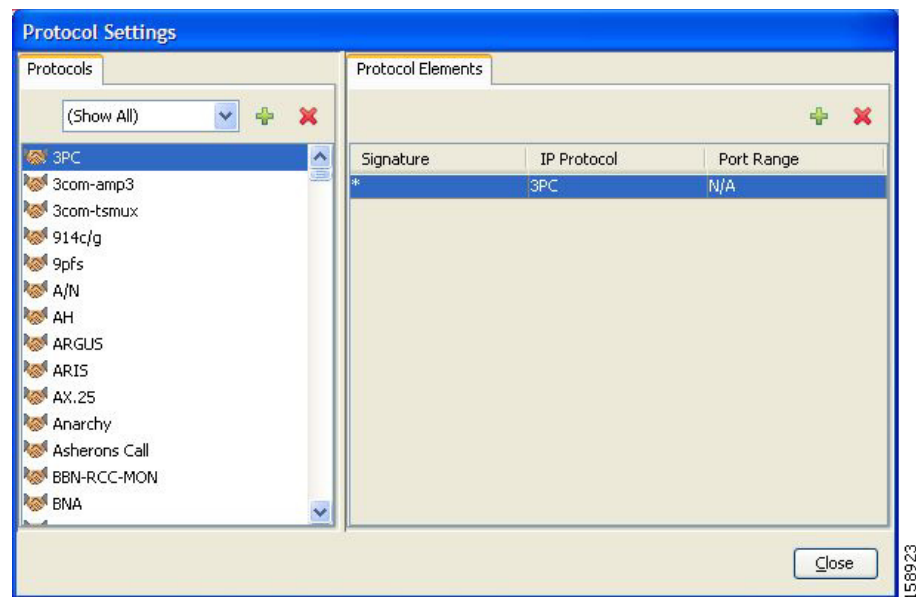 Protocol Settings
Protocols
(Show All)
3PC
3com-amp3
3com-tsmux
914c/g
9pfs
A/N
AH
ARGUS
ARIS
AX.25
Anarchy
Asherons Call
BBN-RCC-MON
BNA
Protocol Elements
Signature IP Protocol Port Range
* 3PC N/A
Close
158923